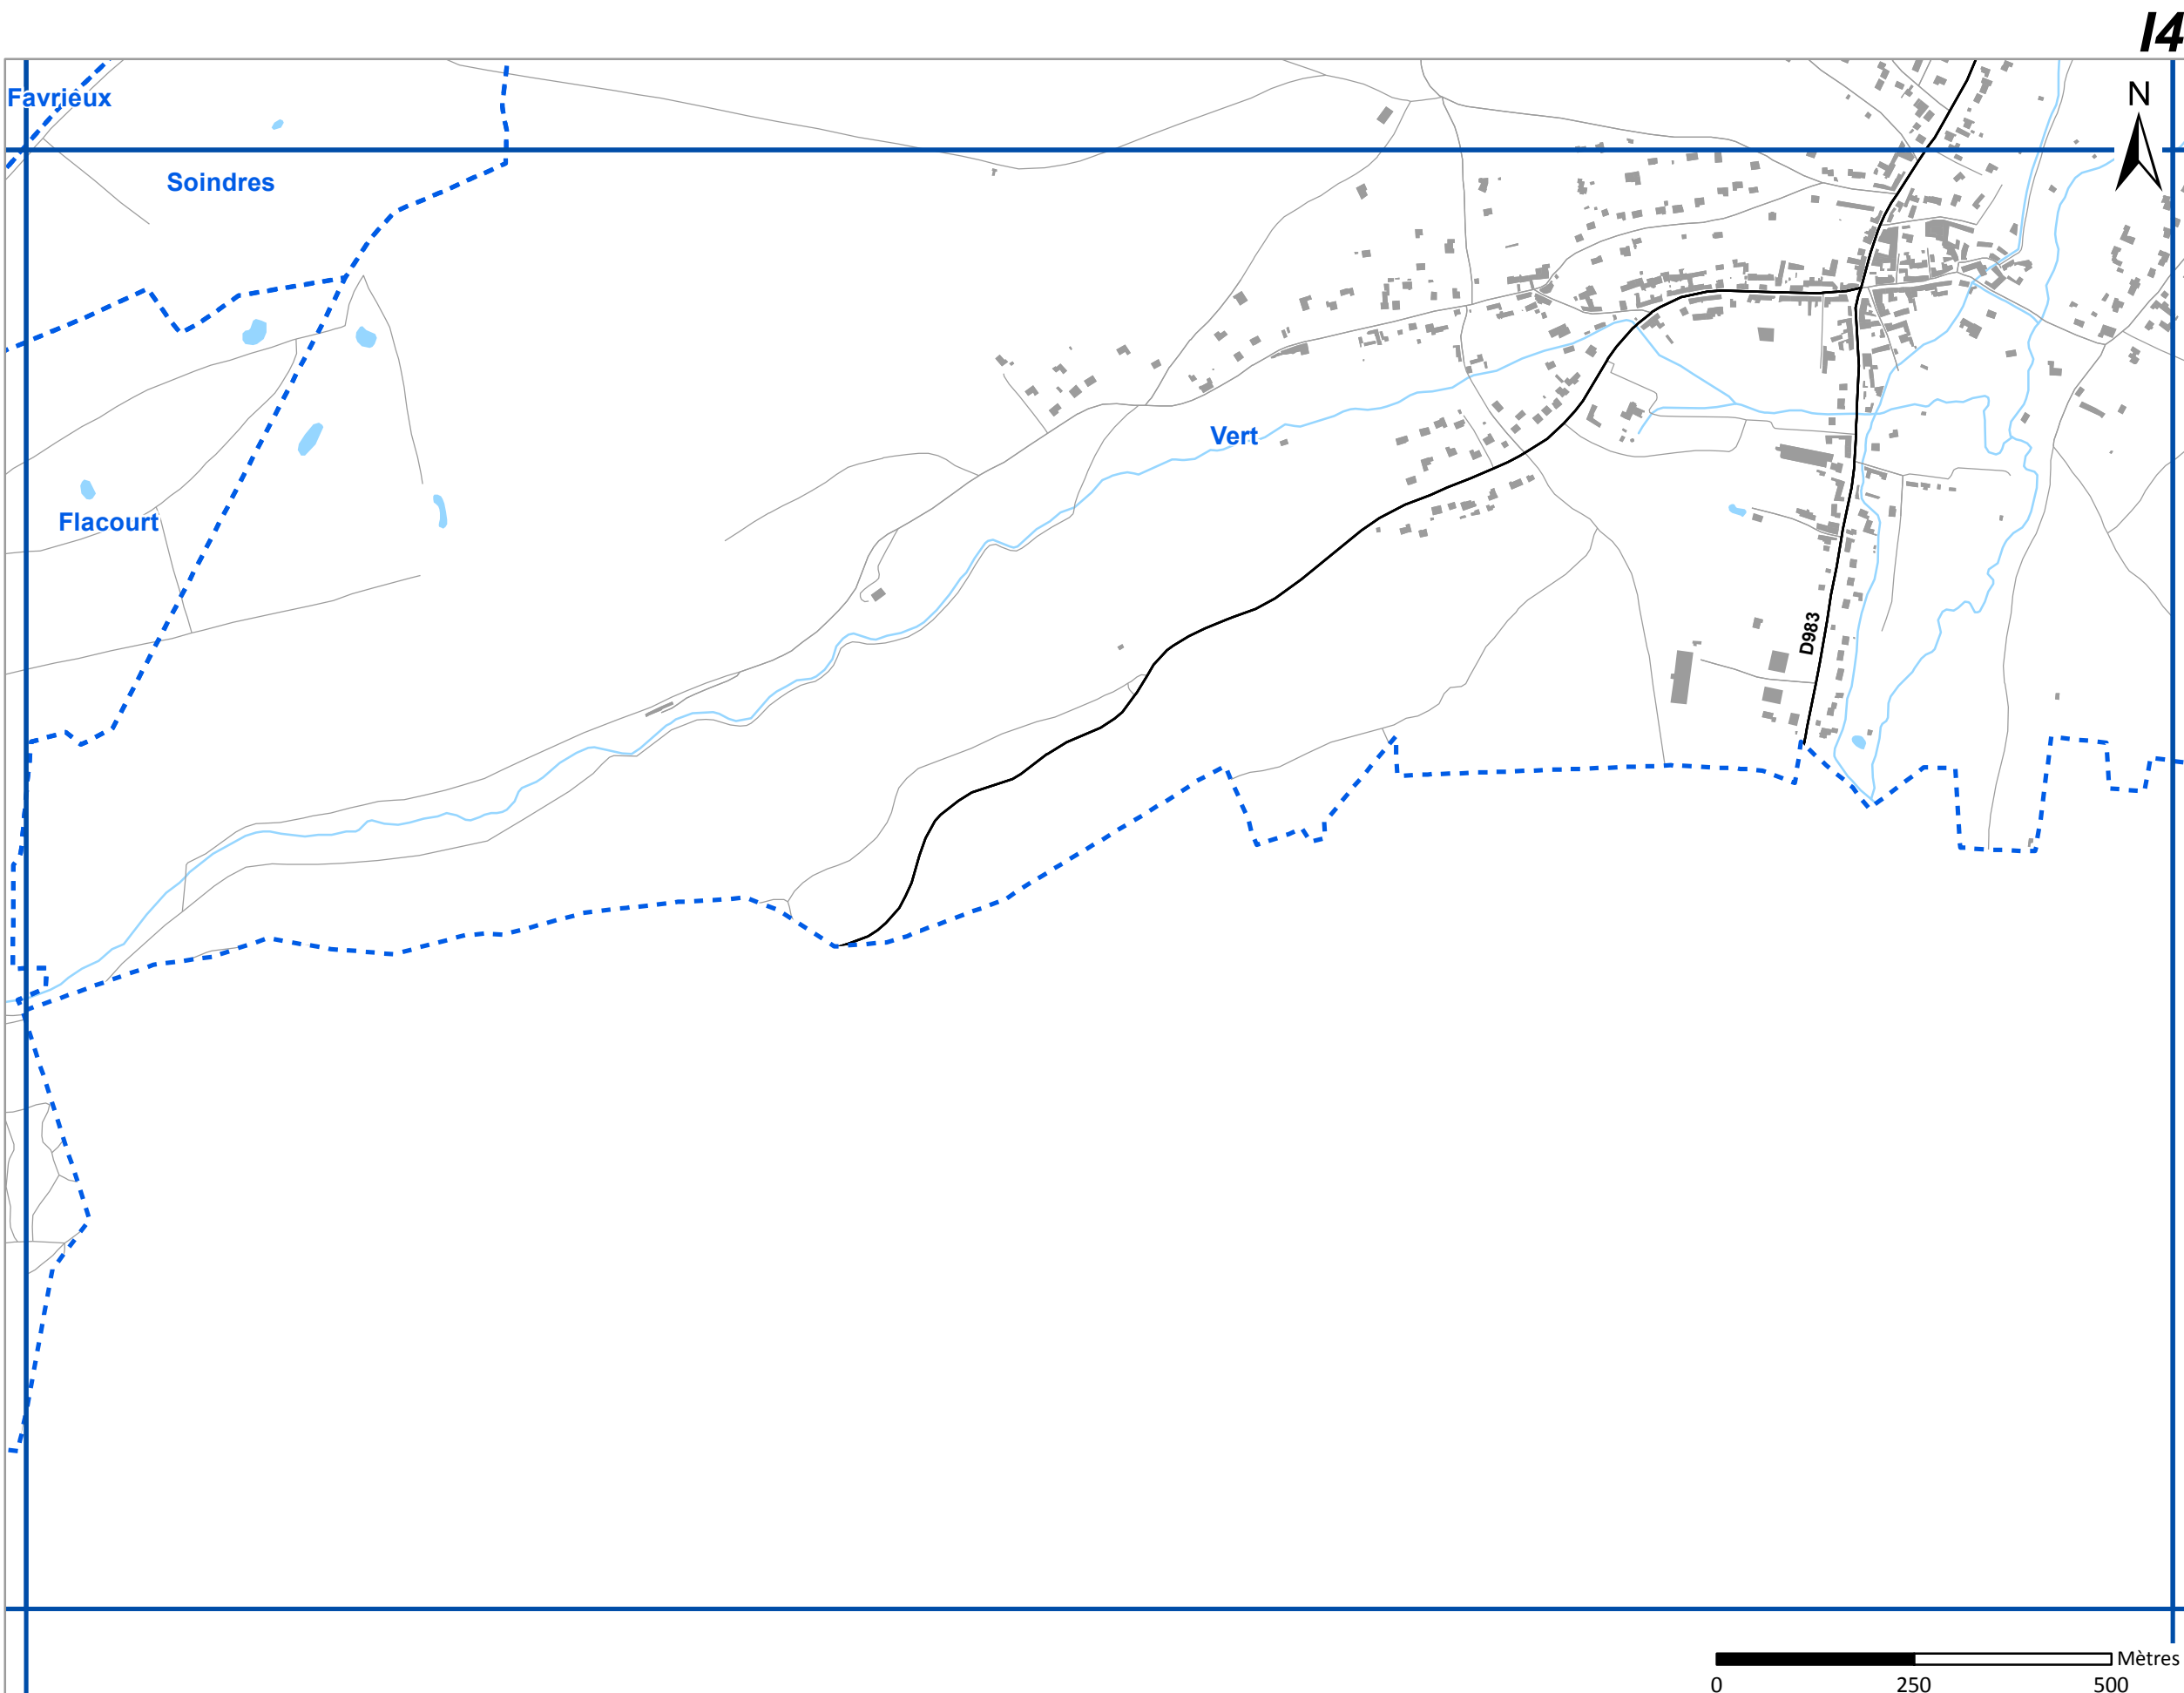 I4
Favrieux
N
Soindres
Vert
Flacourt
D983
Mètres
0 250 500